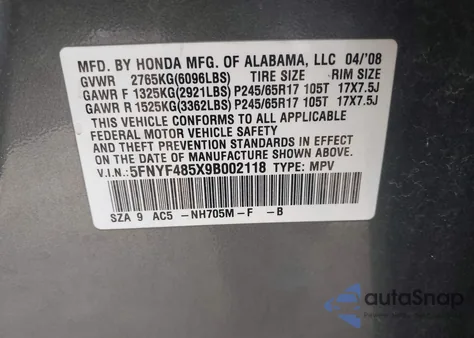 MFD. BY HONDA MFG. OF ALABAMA, LLC 04/'08
GVWR 2765KG(6096LBS) TIRE SIZE RIM SIZE
GAWR F 1325KG(2921LBS) P245/65R17 105T 17X7.5J
GAWR R 1525KG(3362LBS) P245/65R17 105T 17X7.5J
THIS VEHICLE CONFORMS TO ALL APPLICABLE
FEDERAL MOTOR VEHICLE SAFETY
AND THEFT PREVENTION STANDARDS IN EFFECT
ON THE DATE OF MANUFACTURE SHOWN ABOVE.
V.I.N.: 5FNYF485X9B002118 TYPE: MPV
SZA 9 AC5 -NH705M-F -B
autoSnap